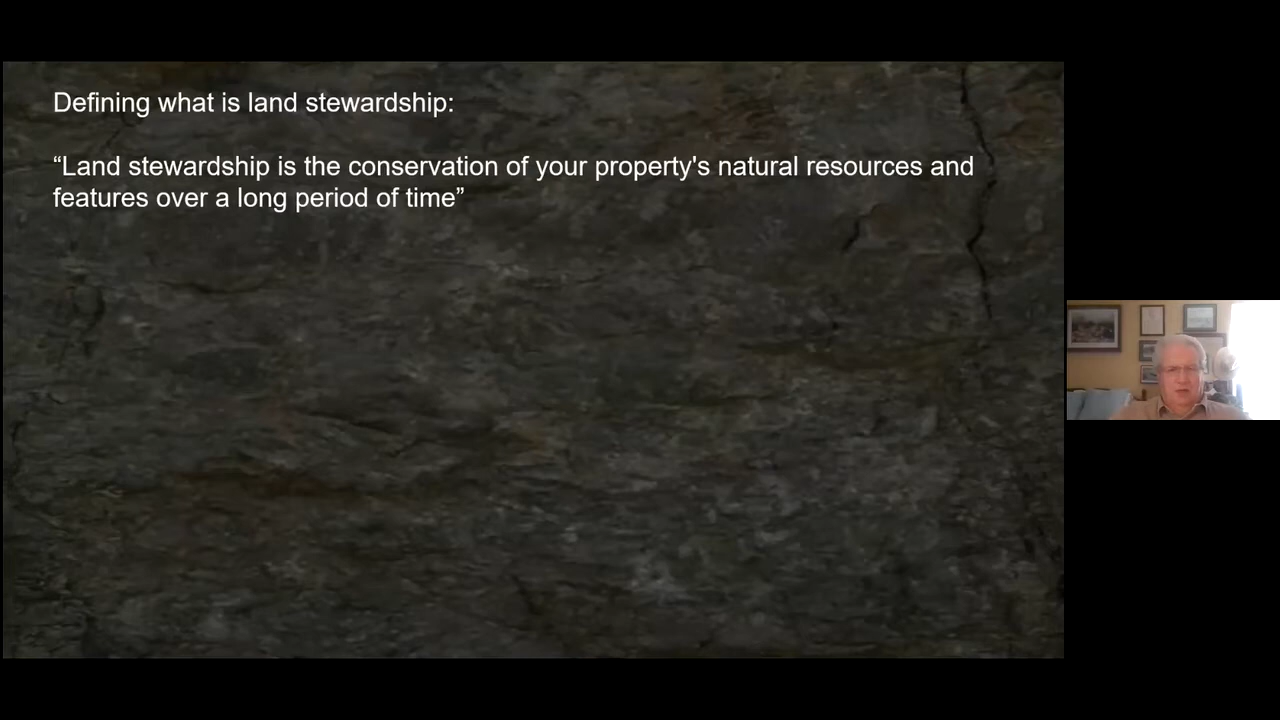 Defining what is land stewardship:
“Land stewardship is the conservation of your property's natural resources and
features over a long period of time”